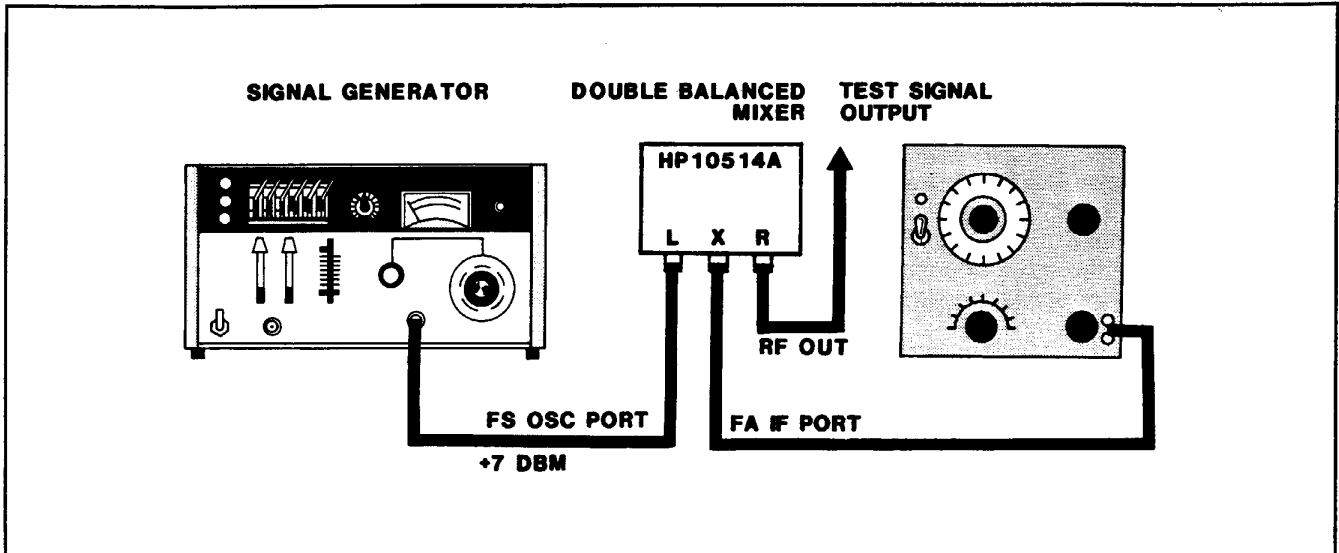 SIGNAL GENERATOR
DOUBLE BALANCED
MIXER
TEST SIGNAL
OUTPUT
HP10514A
L X R
RF OUT
FS OSC PORT
+7 DBM
FA IF PORT